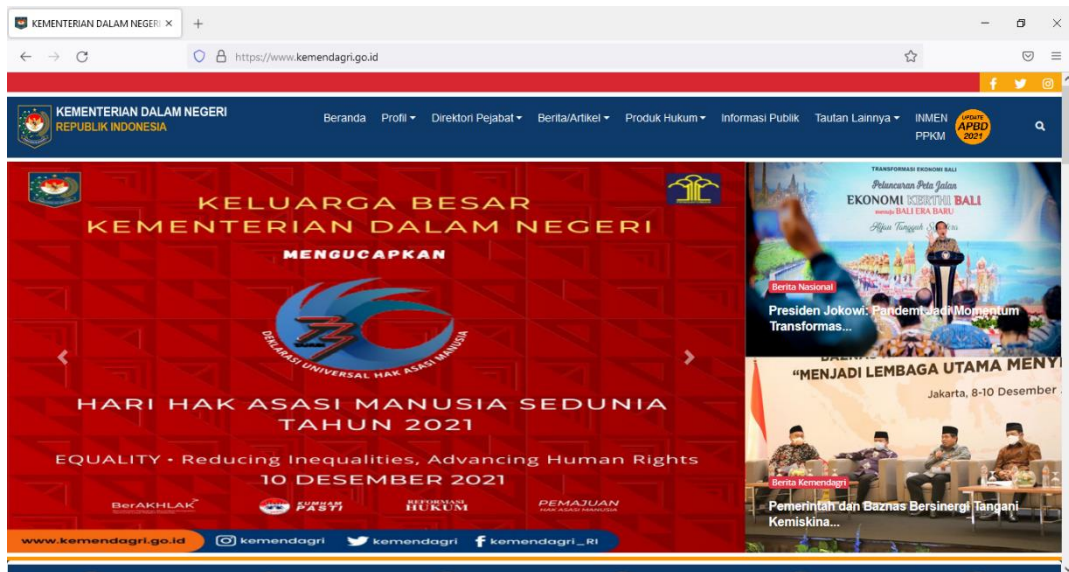 KEMENTERIAN DALAM NEGERI
https://www.kemendagri.go.id
KEMENTERIAN DALAM NEGERI
REPUBLIK INDONESIA
Beranda Profil Direktori Pejabat Berita/Artikel Produk Hukum Informasi Publik Tautan Lainnya INMEN PPKM
UPDATE
APBD
2021
KELUARGA BESAR
KEMENTERIAN DALAM NEGERI
MENGUCAPKAN
DEKLARASI UNIVERSAL HAK ASASI MANUSIA
HARI HAK ASASI MANUSIA SEDUNIA
TAHUN 2021
EQUALITY • Reducing Inequalities, Advancing Human Rights
10 DESEMBER 2021
BerAKHLAK
KUMHAM
PASTI
REFORMASI
HUKUM
PEMAJUAN
HAK ASASI MANUSIA
www.kemendagri.go.id kemendagri kemendagri kemendagri_RI
TRANSFORMASI EKONOMI BALI
Peluncuran Peta Jalan
EKONOMI KERTHI BALI
menuju BALI ERA BARU
Berita Nasional
Presiden Jokowi: Pandemi Jadi Momentum
Transformas...
"MENJADI LEMBAGA UTAMA MENY
Jakarta, 8-10 Desember
Berita Kemendagri
Pemerintah dan Baznas Bersinergi Tangani
Kemiskina...